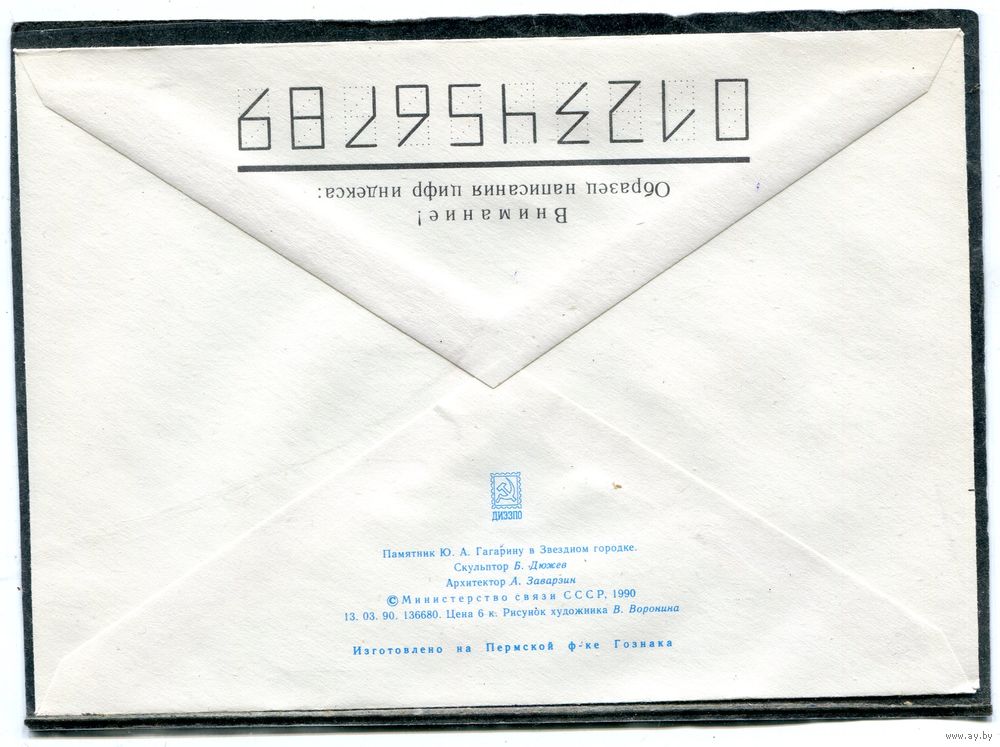 Внимание!
Образец написания цифр индекса:
0123456789
ДИЭЗПО
Памятник Ю. А. Гагарину в Звездном городке.
Скульптор Б. Дюжев
Архитектор А. Заварзин
© Министерство связи СССР, 1990
13. 03. 90. 136680. Цена 6 к. Рисунок художника В. Воронина
Изготовлено на Пермской ф-ке Гознака
www.ay.by